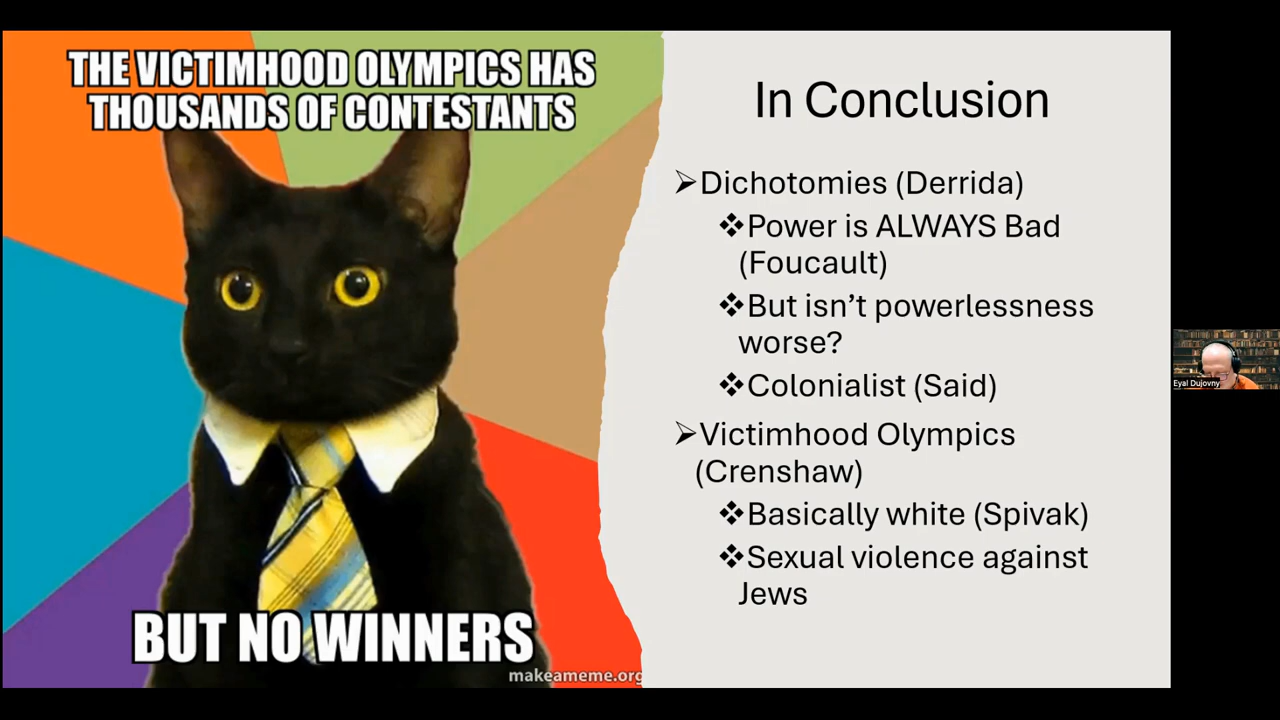 THE VICTIMHOOD OLYMPICS HAS
THOUSANDS OF CONTESTANTS
BUT NO WINNERS
makeameme.org
In Conclusion
➢Dichotomies (Derrida)
❖Power is ALWAYS Bad
(Foucault)
❖But isn’t powerlessness
worse?
❖Colonialist (Said)
➢Victimhood Olympics
(Crenshaw)
❖Basically white (Spivak)
❖Sexual violence against
Jews
Eyal Dujovny